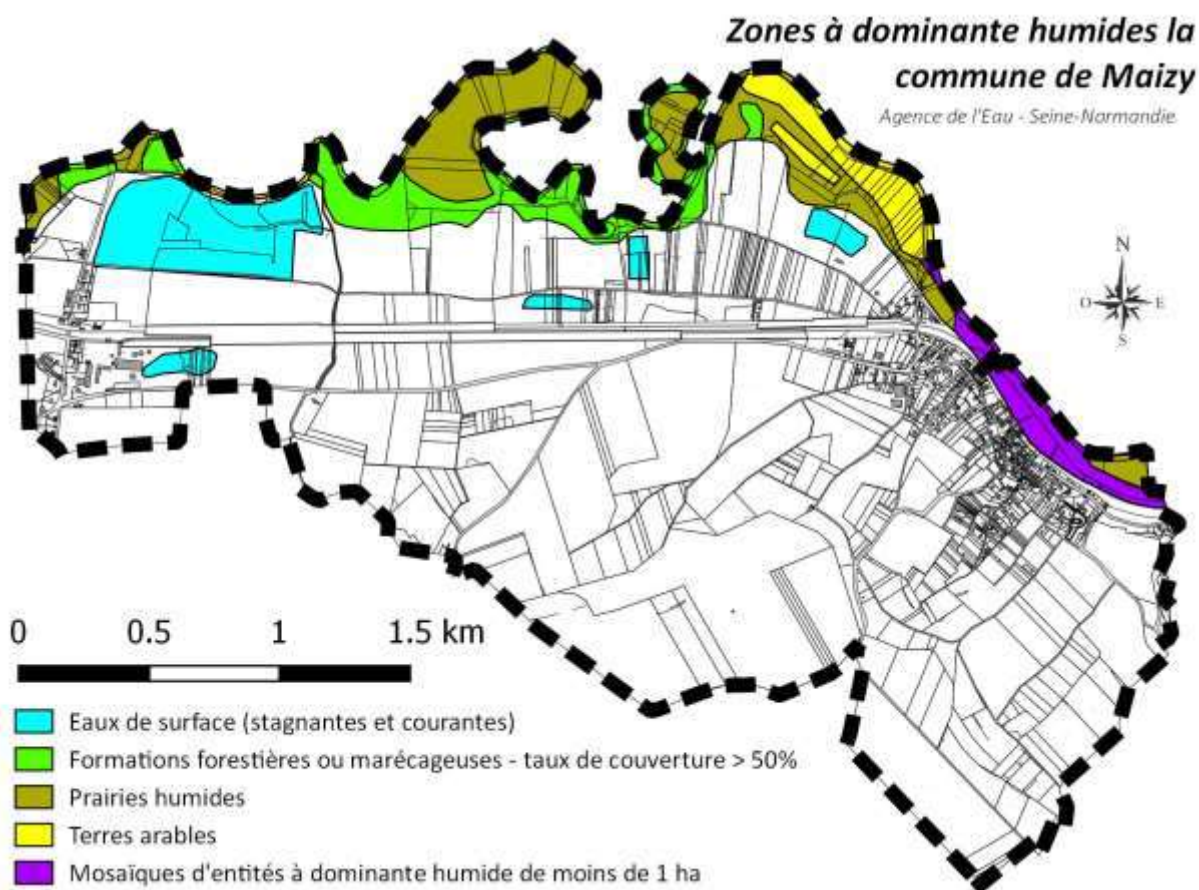 Zones à dominante humides la
commune de Maizy
Agence de l'Eau - Seine-Normandie
N
O E
S
0 0.5 1 1.5 km
Eaux de surface (stagnantes et courantes)
Formations forestières ou marécageuses - taux de couverture > 50%
Prairies humides
Terres arables
Mosaïques d'entités à dominante humide de moins de 1 ha